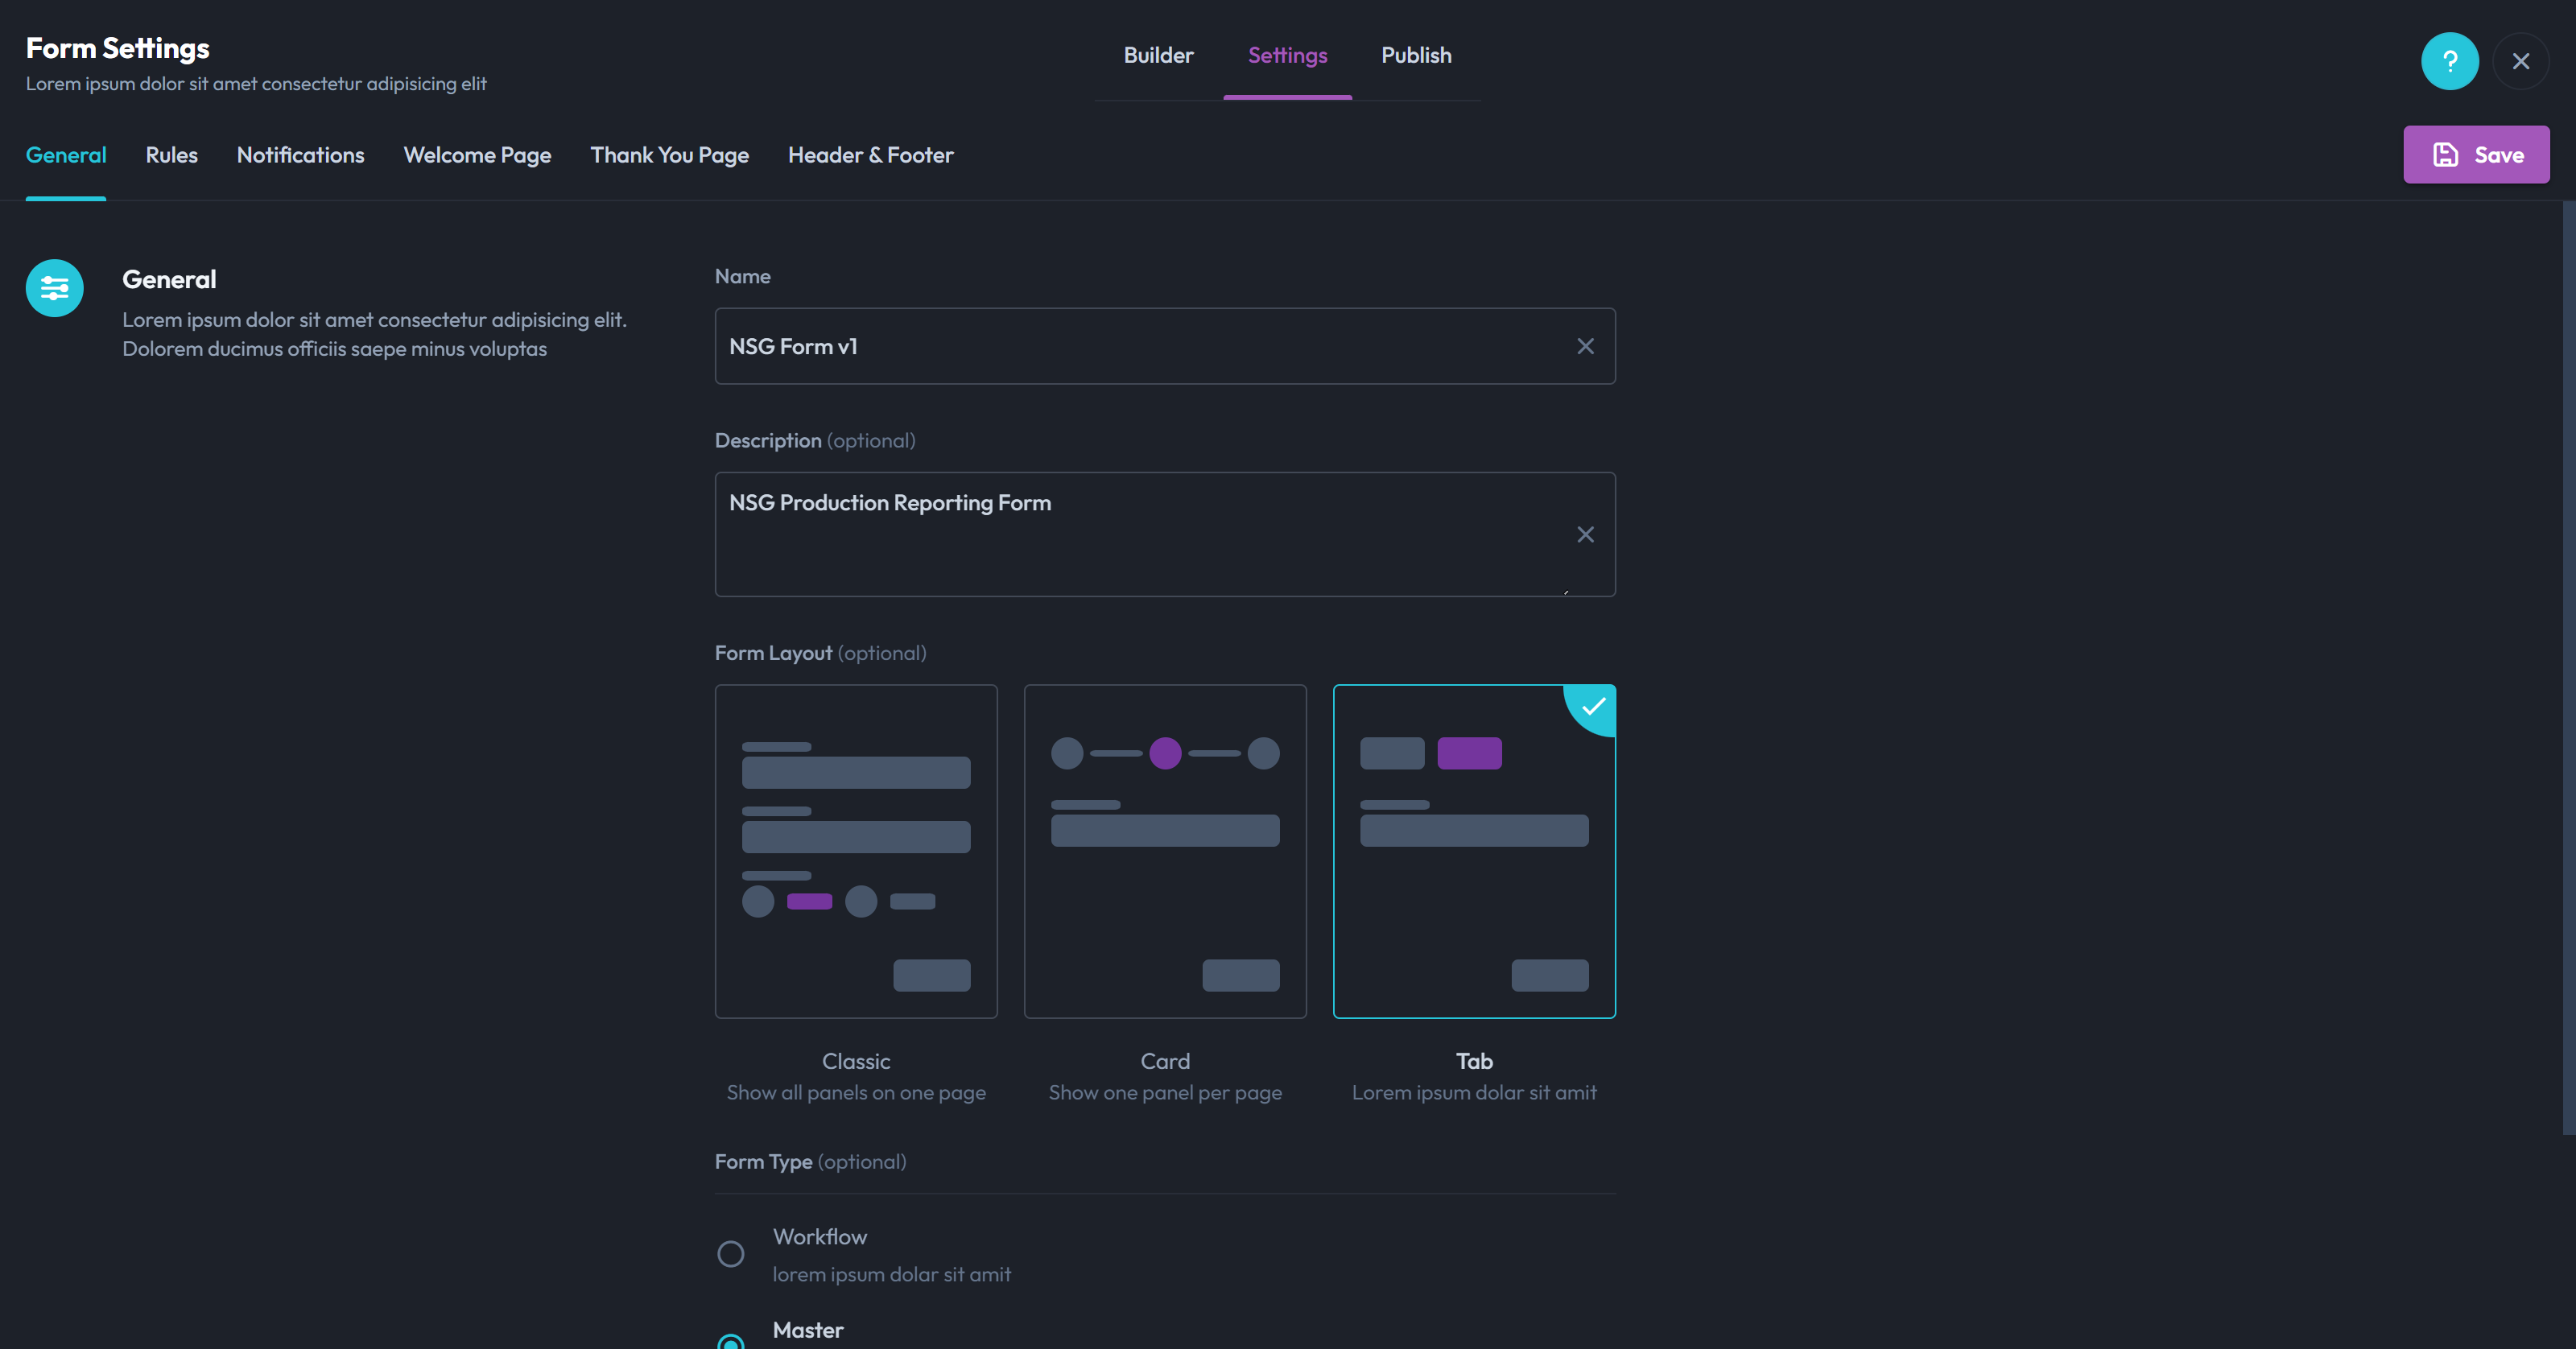 Form Settings
Lorem ipsum dolor sit amet consectetur adipisicing elit
Builder
Settings
Publish
?
General
Rules
Notifications
Welcome Page
Thank You Page
Header & Footer
Save
General
Lorem ipsum dolor sit amet consectetur adipisicing elit.
Dolorem ducimus officiis saepe minus voluptas
Name
NSG Form v1
Description (optional)
NSG Production Reporting Form
Form Layout (optional)
Classic
Show all panels on one page
Card
Show one panel per page
Tab
Lorem ipsum dolar sit amit
Form Type (optional)
Workflow
lorem ipsum dolar sit amit
Master